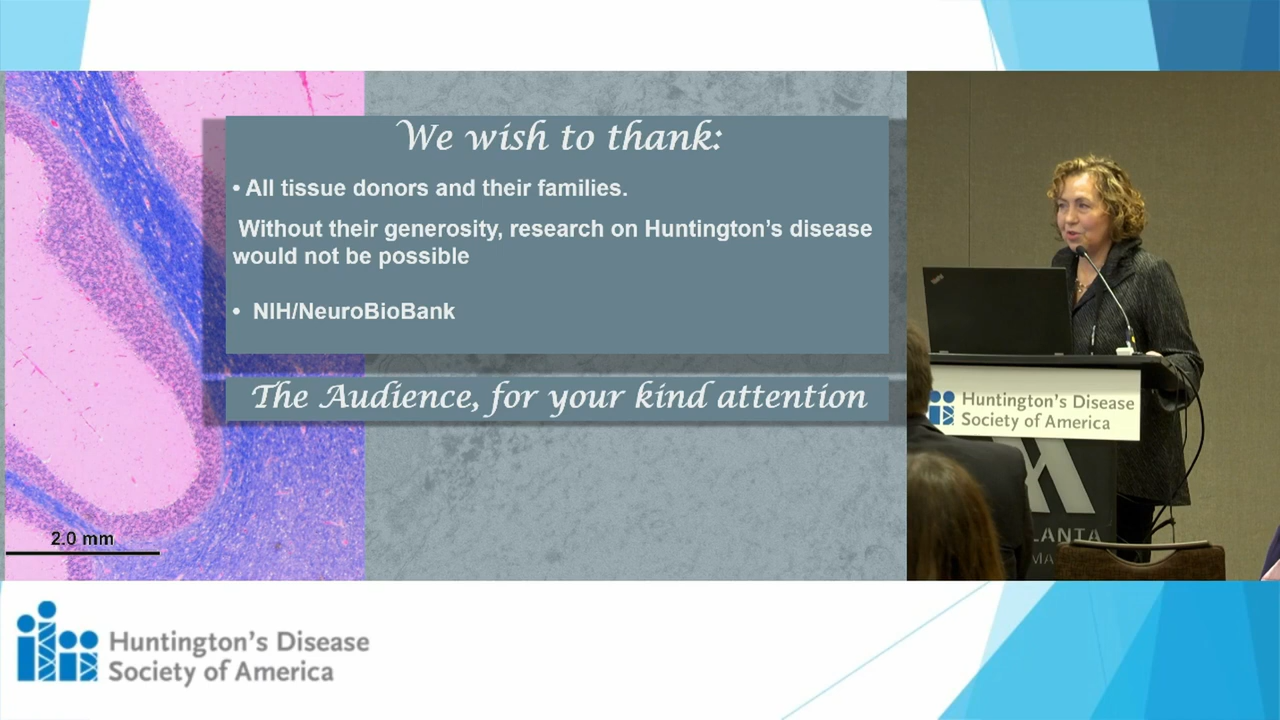 We wish to thank:
• All tissue donors and their families.
Without their generosity, research on Huntington’s disease
would not be possible
• NIH/NeuroBioBank
The Audience, for your kind attention
2.0 mm
Huntington's Disease
Society of America
Huntington's Disease
Society of America